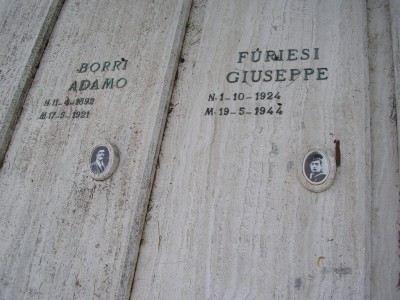 BORRI
ADAMO
N.11-4-1892
M.17-5-1921
FURIESI
GIUSEPPE
N·1-10-1924
M·19-5-1944